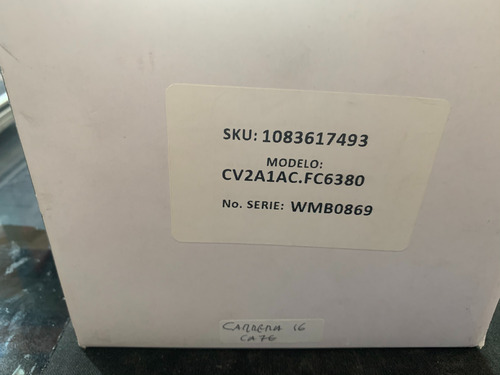 SKU: 1083617493
MODELO:
CV2A1AC.FC6380
No. SERIE: WMB0869
CARRERA 16
CA76